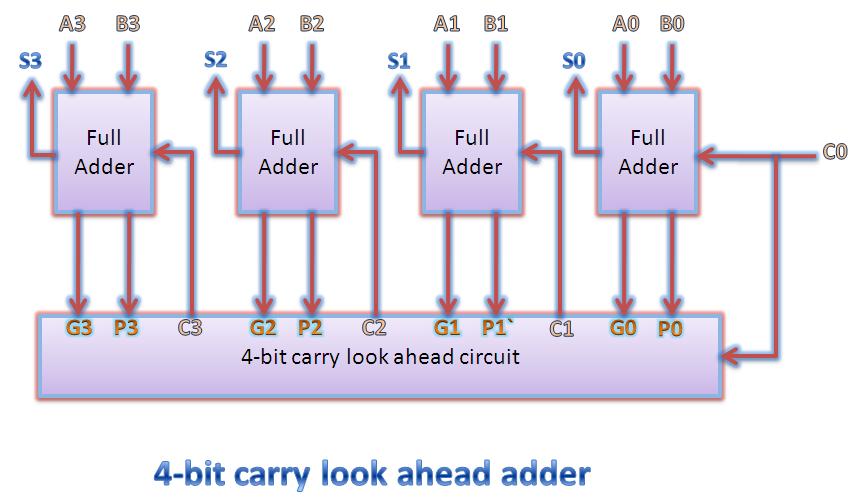 A3 B3 A2 B2 A1 B1 A0 B0
S3 S2 S1 S0
Full Adder Full Adder Full Adder Full Adder C0
G3 P3 C3 G2 P2 C2 G1 P1` C1 G0 P0
4-bit carry look ahead circuit
4-bit carry look ahead adder